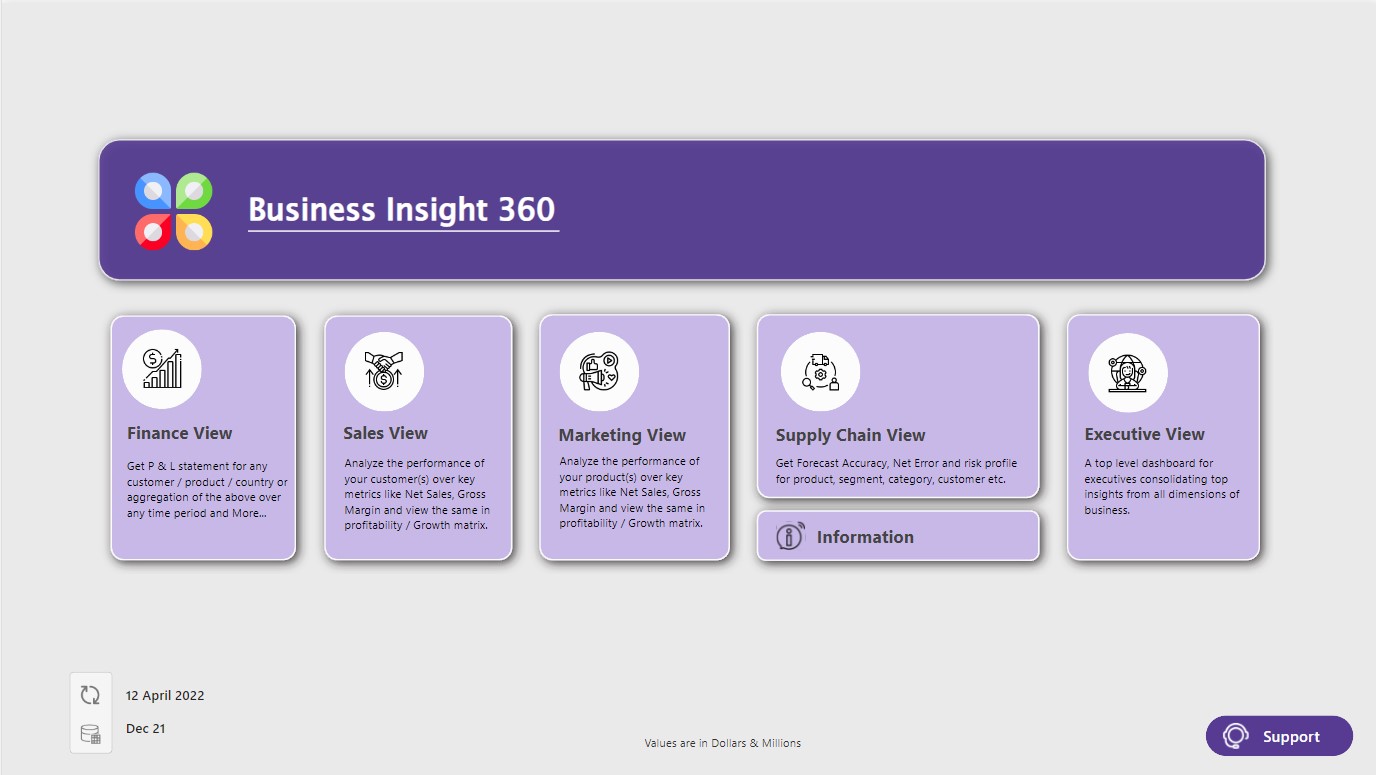 Business Insight 360
Finance View
Get P & L statement for any
customer / product / country or
aggregation of the above over
any time period and More...
Sales View
Analyze the performance of
your customer(s) over key
metrics like Net Sales, Gross
Margin and view the same in
profitability / Growth matrix.
Marketing View
Analyze the performance of
your product(s) over key
metrics like Net Sales, Gross
Margin and view the same in
profitability / Growth matrix.
Supply Chain View
Get Forecast Accuracy, Net Error and risk profile
for product, segment, category, customer etc.
Information
Executive View
A top level dashboard for
executives consolidating top
insights from all dimensions of
business.
12 April 2022
Dec 21
Values are in Dollars & Millions
Support